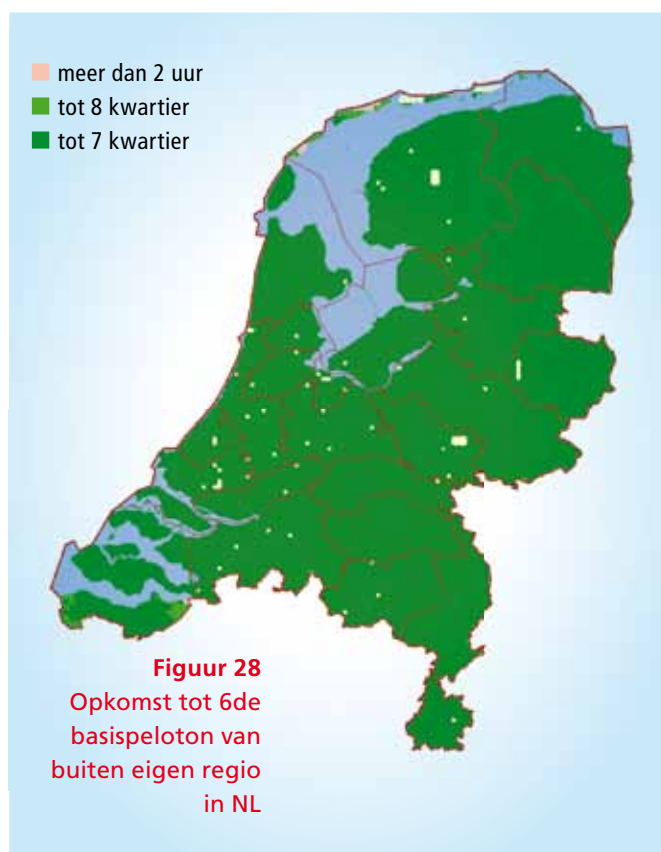 meer dan 2 uur
tot 8 kwartier
tot 7 kwartier
Figuur 28
Opkomst tot 6de
basispeloton van
buiten eigen regio
in NL